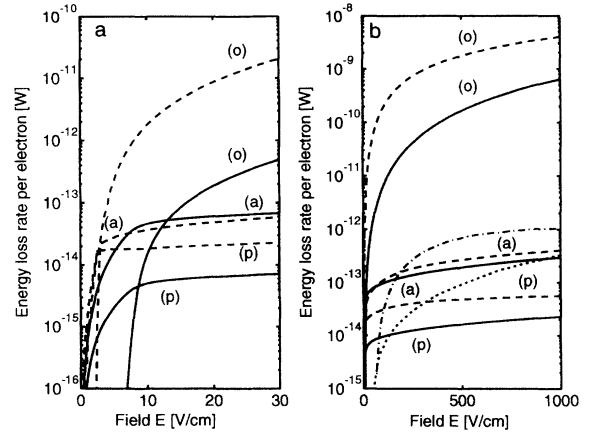 a
Energy loss rate per electron [W]
10^-10
10^-11
10^-12
10^-13
10^-14
10^-15
10^-16
(o)
(o)
(a)
(p)
(p)
0 10 20 30
Field E [V/cm]
b
Energy loss rate per electron [W]
10^-8
10^-9
10^-10
10^-11
10^-12
10^-13
10^-14
10^-15
(o)
(o)
(a)
(a)
(p)
(p)
0 500 1000
Field E [V/cm]